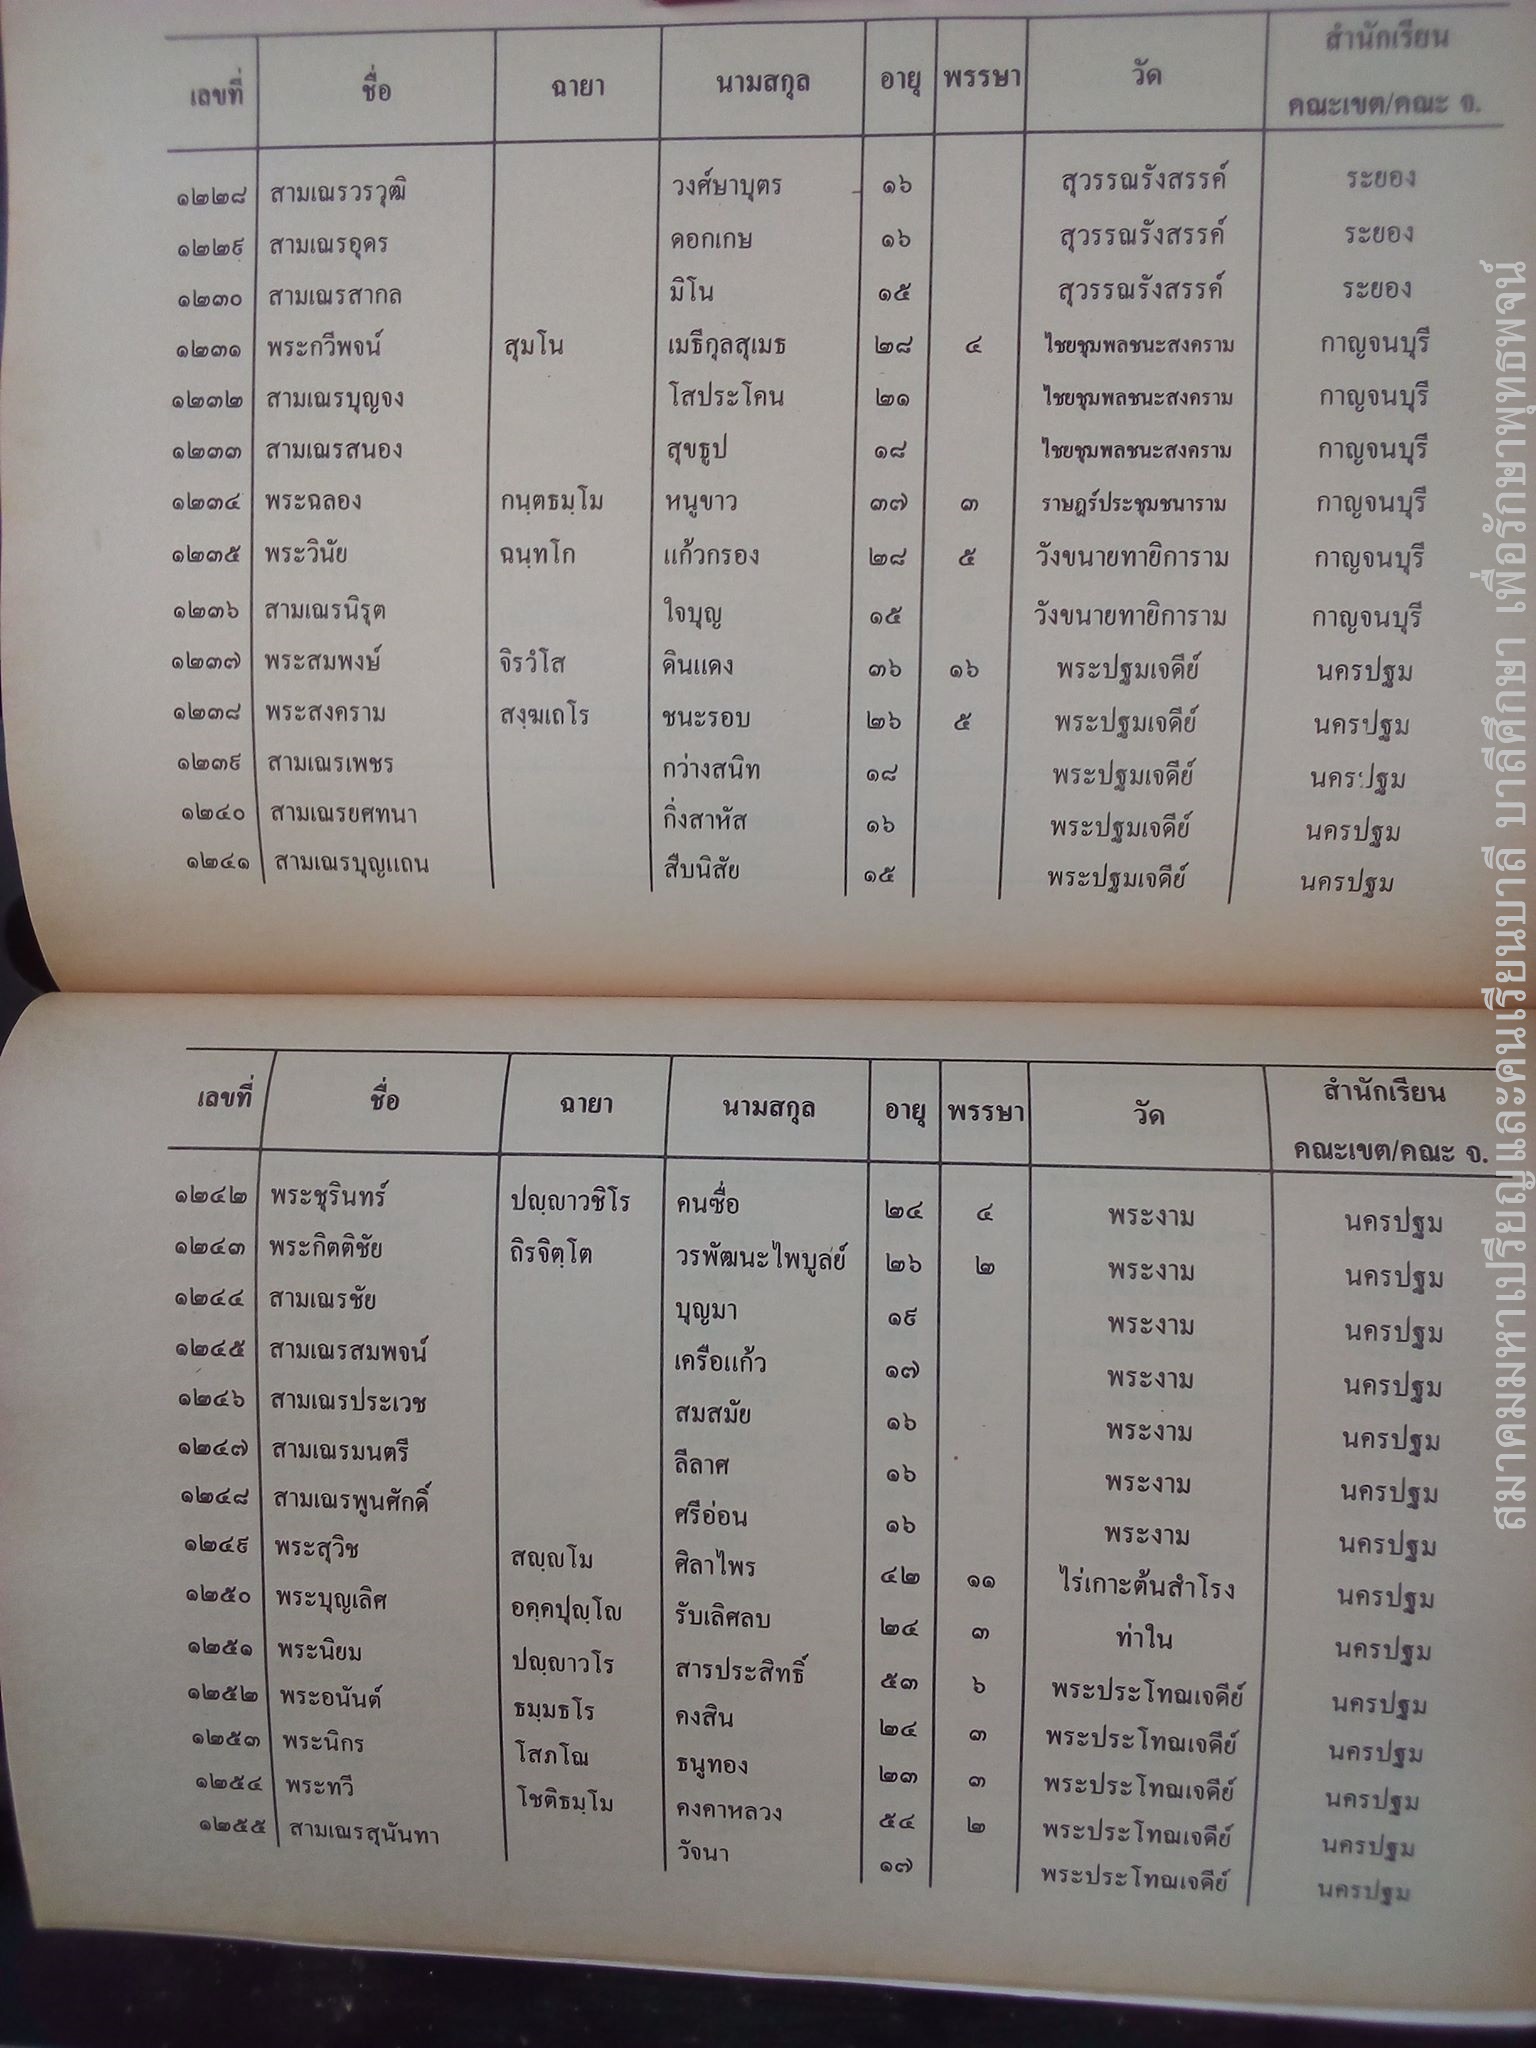 เลขที่ ชื่อ ฉายา นามสกุล อายุ พรรษา วัด สำนักเรียน คณะเขต/คณะ จ.
๑๒๒๘ สามเณรวรวุฒิ วงศ์ษาบุตร ๑๖ สุวรรณรังสรรค์ ระยอง
๑๒๒๙ สามเณรอุดร ดอกเกษ ๑๖ สุวรรณรังสรรค์ ระยอง
๑๒๓๐ สามเณรสากล มิโน ๑๕ สุวรรณรังสรรค์ ระยอง
๑๒๓๑ พระกวีพจน์ สุมโน เมธีกุลสุเมธ ๒๘ ๔ ไชยชุมพลชนะสงคราม กาญจนบุรี
๑๒๓๒ สามเณรบุญจง โสประโคน ๒๑ ไชยชุมพลชนะสงคราม กาญจนบุรี
๑๒๓๓ สามเณรสนอง สุขธูป ๑๘ ไชยชุมพลชนะสงคราม กาญจนบุรี
๑๒๓๔ พระฉลอง กนฺตธมฺโม หนูขาว ๓๗ ๓ ราษฎร์ประชุมชนาราม กาญจนบุรี
๑๒๓๕ พระวินัย ฉนฺทโก แก้วกรอง ๒๘ ๕ วังขนายทายิการาม กาญจนบุรี
๑๒๓๖ สามเณรนิรุต ใจบุญ ๑๕ วังขนายทายิการาม กาญจนบุรี
๑๒๓๗ พระสมพงษ์ จิรวํโส ดินแดง ๓๖ ๑๖ พระปฐมเจดีย์ นครปฐม
๑๒๓๘ พระสงคราม สงฺฆเถโร ชนะรอบ ๒๖ ๕ พระปฐมเจดีย์ นครปฐม
๑๒๓๙ สามเณรเพชร กว่างสนิท ๑๘ พระปฐมเจดีย์ นครปฐม
๑๒๔๐ สามเณรยศทนา กิ่งสาหัส ๑๖ พระปฐมเจดีย์ นครปฐม
๑๒๔๑ สามเณรบุญแถน สืบนิสัย ๑๕ พระปฐมเจดีย์ นครปฐม
เลขที่ ชื่อ ฉายา นามสกุล อายุ พรรษา วัด สำนักเรียน คณะเขต/คณะ จ.
๑๒๔๒ พระชุรินทร์ ปญฺญาวชิโร คนซื่อ ๒๔ ๔ พระงาม นครปฐม
๑๒๔๓ พระกิตติชัย ถิรจิตฺโต วรพัฒนะไพบูลย์ ๒๖ ๒ พระงาม นครปฐม
๑๒๔๔ สามเณรชัย บุญมา ๑๙ พระงาม นครปฐม
๑๒๔๕ สามเณรสมพจน์ เครือแก้ว ๑๗ พระงาม นครปฐม
๑๒๔๖ สามเณรประเวช สมสมัย ๑๖ พระงาม นครปฐม
๑๒๔๗ สามเณรมนตรี ลีลาศ ๑๖ พระงาม นครปฐม
๑๒๔๘ สามเณรพูนศักดิ์ ศรีอ่อน ๑๖ พระงาม นครปฐม
๑๒๔๙ พระสุวิช สญฺญโม ศิลาไพร ๔๒ ๑๑ ไร่เกาะต้นสำโรง นครปฐม
๑๒๕๐ พระบุญเลิศ อคฺคปุญฺโญ รับเลิศลบ ๒๔ ๓ ท่าใน นครปฐม
๑๒๕๑ พระนิยม ปญฺญาวโร สารประสิทธิ์ ๕๓ ๖ พระประโทณเจดีย์ นครปฐม
๑๒๕๒ พระอนันต์ ธมฺมธโร คงสิน ๒๔ ๓ พระประโทณเจดีย์ นครปฐม
๑๒๕๓ พระนิกร โสภโณ ธนูทอง ๒๓ ๓ พระประโทณเจดีย์ นครปฐม
๑๒๕๔ พระทวี โชติธมฺโม คงคาหลวง ๕๔ ๒ พระประโทณเจดีย์ นครปฐม
๑๒๕๕ สามเณรสุนันทา วัจนา ๑๗ พระประโทณเจดีย์ นครปฐม
สมาคมมหาเปรียญและคนเรียนบาลี บาลีศึกษา เพื่อรักษาพุทธพจน์